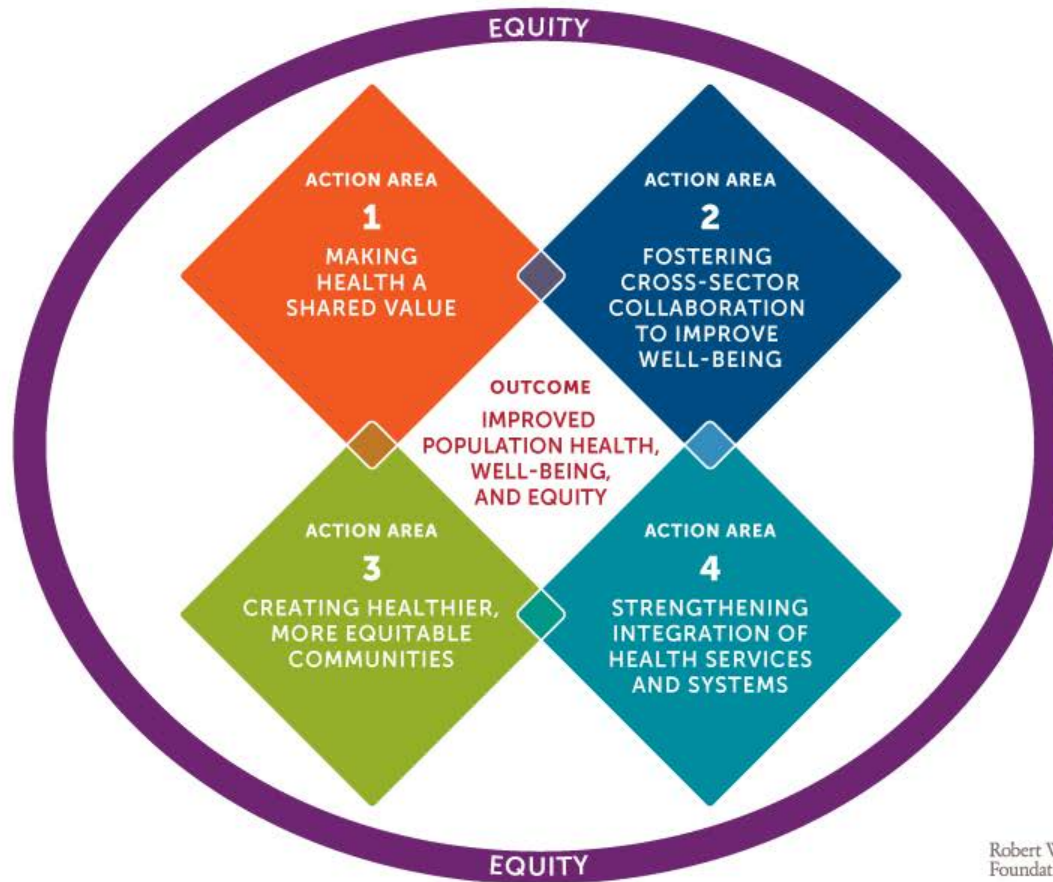 EQUITY
ACTION AREA
1
MAKING
HEALTH A
SHARED VALUE
ACTION AREA
2
FOSTERING
CROSS-SECTOR
COLLABORATION
TO IMPROVE
WELL-BEING
OUTCOME
IMPROVED
POPULATION HEALTH,
WELL-BEING,
AND EQUITY
ACTION AREA
3
CREATING HEALTHIER,
MORE EQUITABLE
COMMUNITIES
ACTION AREA
4
STRENGTHENING
INTEGRATION OF
HEALTH SERVICES
AND SYSTEMS
EQUITY
Robert